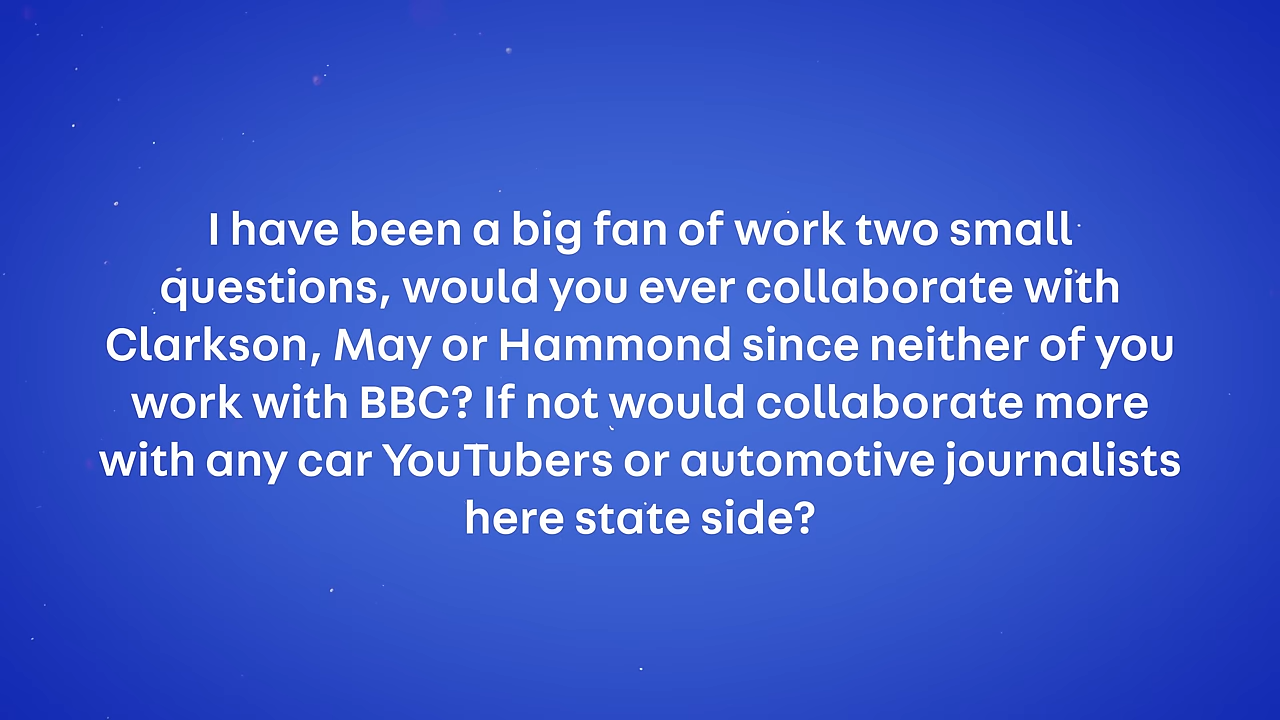 I have been a big fan of work two small
questions, would you ever collaborate with
Clarkson, May or Hammond since neither of you
work with BBC? If not would collaborate more
with any car YouTubers or automotive journalists
here state side?